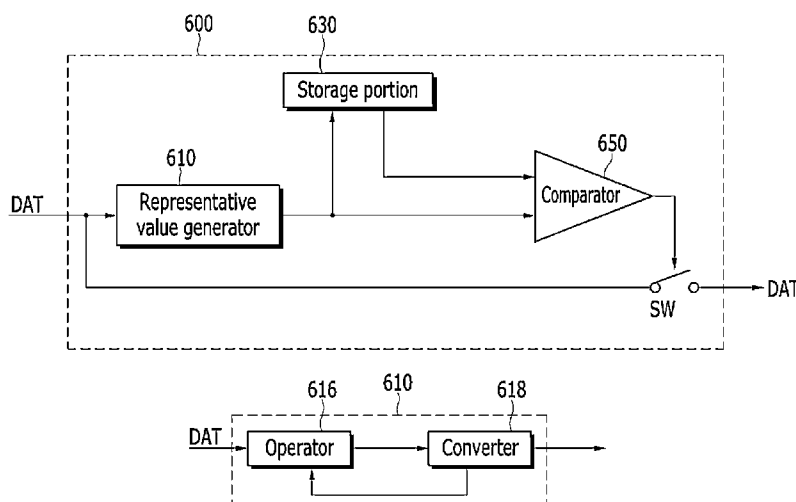 600
630
Storage portion
610
650
DAT
Representative
value generator
Comparator
SW
DAT
616
610
618
DAT
Operator
Converter